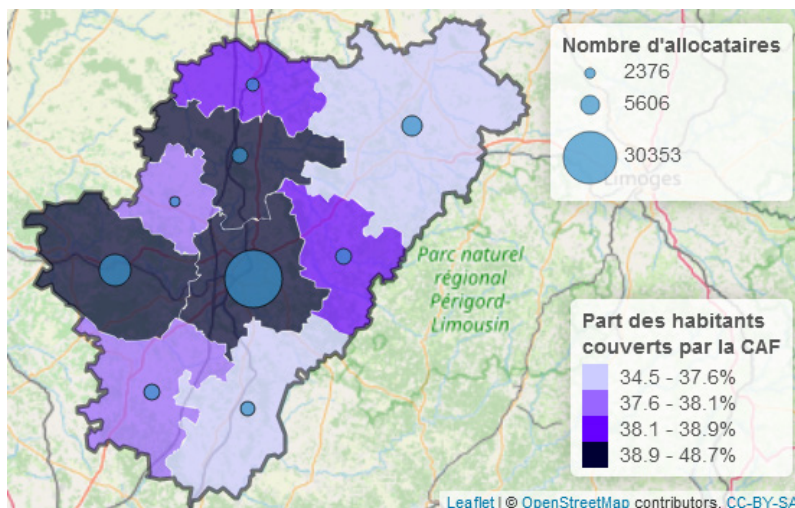 Nombre d'allocataires
2376
5606
30353
Limoges
Parc naturel
régional
Périgord-
Limousin
Part des habitants
couverts par la CAF
34.5 - 37.6%
37.6 - 38.1%
38.1 - 38.9%
38.9 - 48.7%
Leaflet | © OpenStreetMap contributors, CC-BY-SA